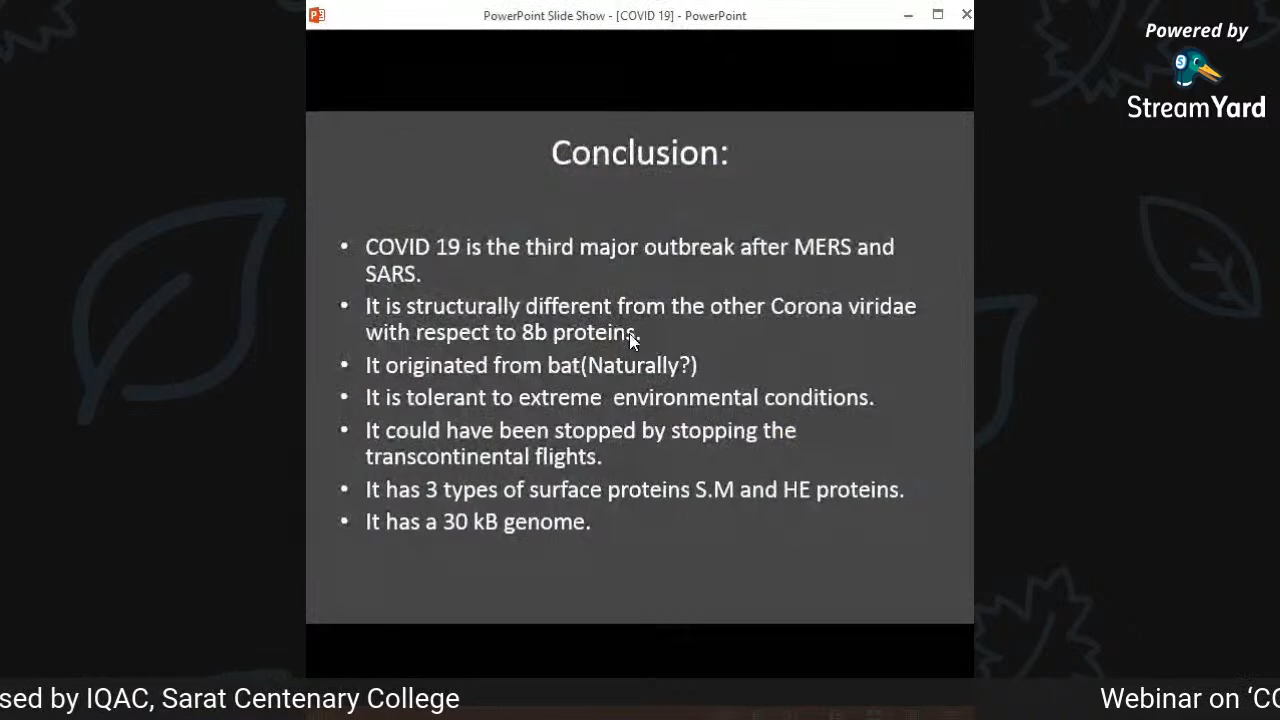 PowerPoint Slide Show - [COVID 19] - PowerPoint
Powered by
StreamYard
Conclusion:
• COVID 19 is the third major outbreak after MERS and
SARS.
• It is structurally different from the other Corona viridae
with respect to 8b proteins.
• It originated from bat(Naturally?)
• It is tolerant to extreme environmental conditions.
• It could have been stopped by stopping the
transcontinental flights.
• It has 3 types of surface proteins S.M and HE proteins.
• It has a 30 kB genome.
sed by IQAC, Sarat Centenary College
Webinar on ‘CO